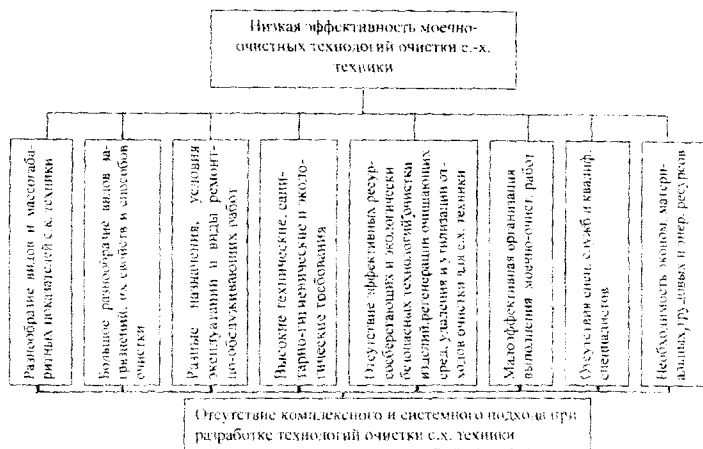 Низкая эффективность моечно-
очистных технологий очистки с.-х.
техники
Разнообразие видов и массогаба-
ритных показателей с.х. техники
Большое разнообразие видов за-
грязнений, их свойств и способов
очистки
Разные назначения, условия
эксплуатации и виды ремонт-
но-обслуживающих работ
Высокие технические, сани-
тарно-гигиенические и эколо-
гические требования
Отсутствие эффективных ресур-
сосберегающих и экологически
безопасных технологий очистки
изделий, регенерации очищающих
сред, удаления и утилизации от-
ходов очистки для с.х. техники
Малоэффективная организация
выполнения моечно-очист. работ
Отсутствия спец. служб и квалиф.
специалистов
Необходимость эконом. матери-
альных, трудовых и энер. ресурсов
Отсутствие комплексного и системного подхода при
разработке технологий очистки с.х. техники